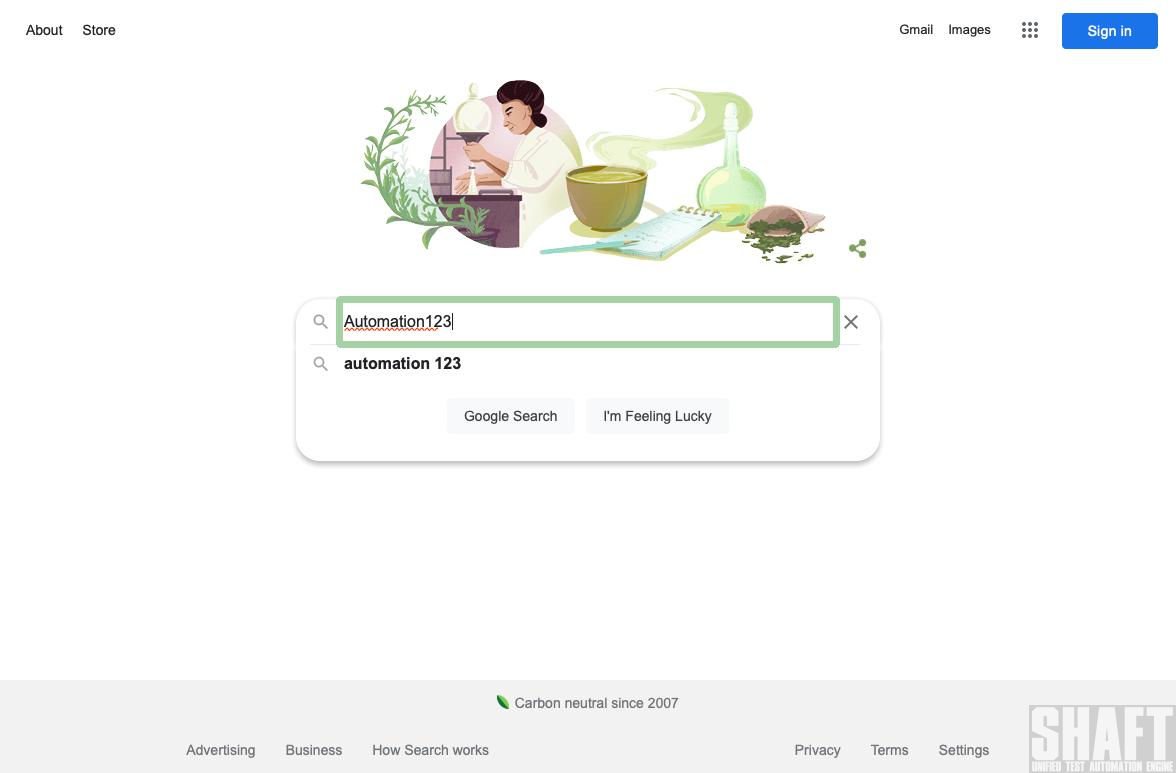 About Store
Gmail Images Sign in
Automation123
automation 123
Google Search I'm Feeling Lucky
Carbon neutral since 2007
Advertising Business How Search works
Privacy Terms Settings
SHAFT
UNIFIED TEST AUTOMATION ENGINE